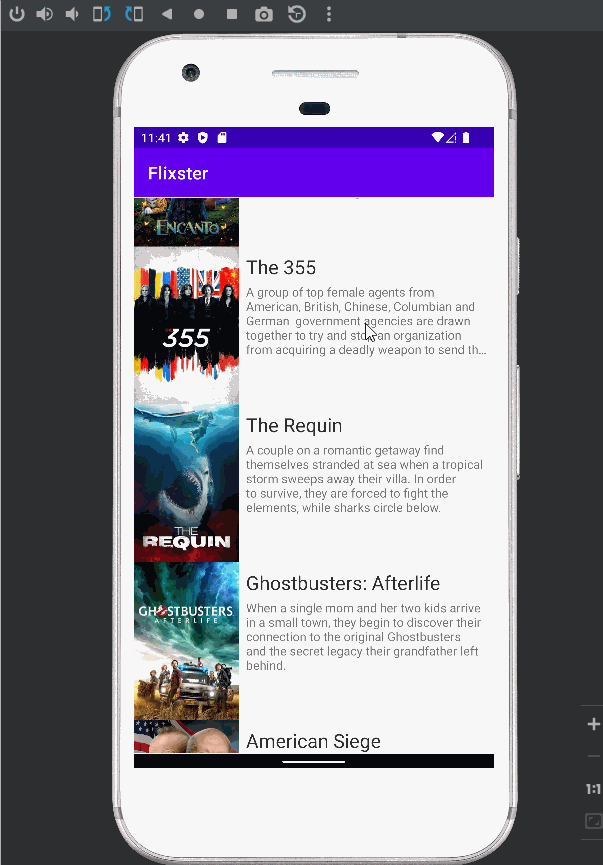 11:41
Flixster
ENCANTO
The 355
A group of top female agents from
American, British, Chinese, Columbian and
German government agencies are drawn
together to try and stop an organization
from acquiring a deadly weapon to send th...
355
The Requin
A couple on a romantic getaway find
themselves stranded at sea when a tropical
storm sweeps away their villa. In order
to survive, they are forced to fight the
elements, while sharks circle below.
THE
REQUIN
Ghostbusters: Afterlife
When a single mom and her two kids arrive
in a small town, they begin to discover their
connection to the original Ghostbusters
and the secret legacy their grandfather left
behind.
GHOSTBUSTERS
AFTERLIFE
American Siege
1:1